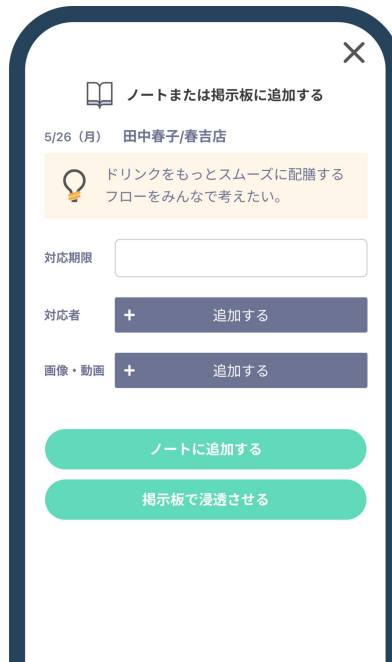 ノートまたは掲示板に追加する
5/26（月） 田中春子/春吉店
ドリンクをもっとスムーズに配膳する
フローをみんなで考えたい。
対応期限
対応者 + 追加する
画像・動画 + 追加する
ノートに追加する
掲示板で浸透させる